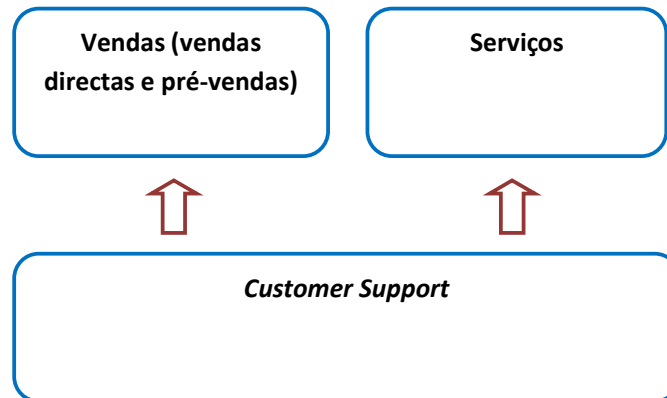 Vendas (vendas
directas e pré-vendas)
Serviços
Customer Support